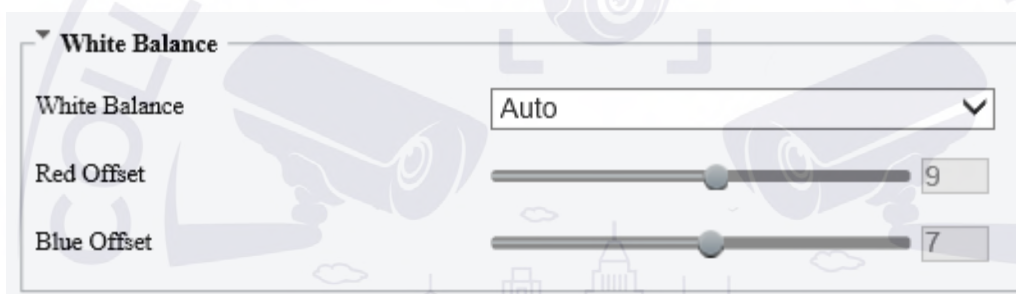 White Balance
White Balance Auto
Red Offset 9
Blue Offset 7